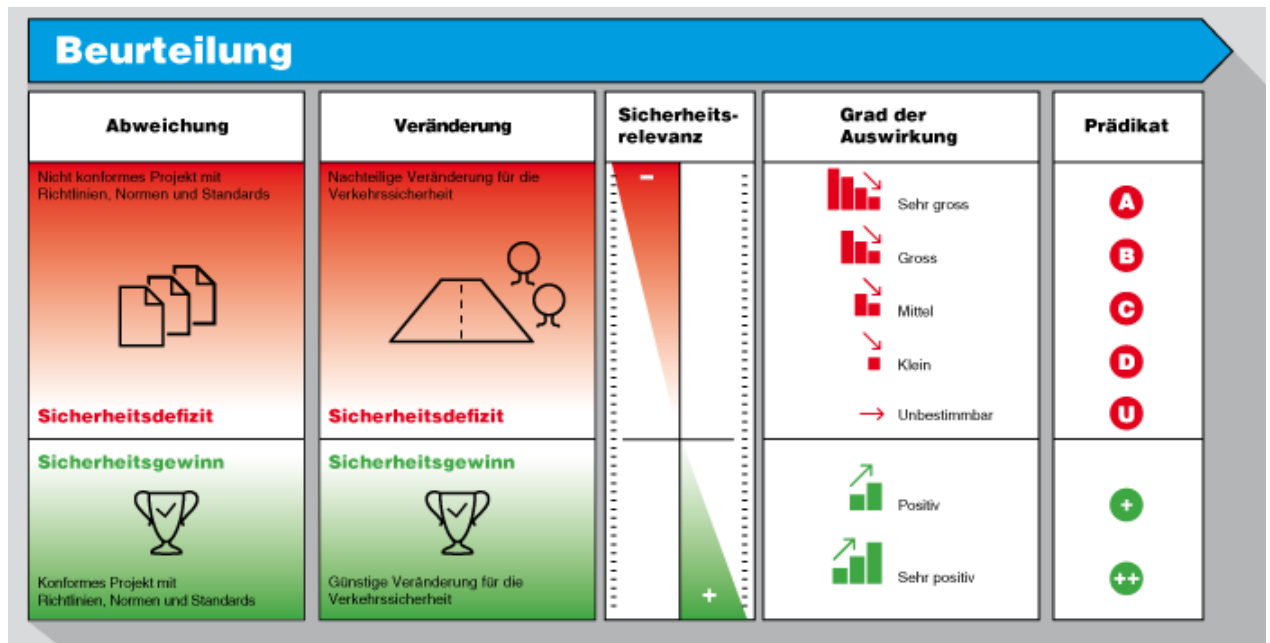 Beurteilung
Abweichung
Veränderung
Sicherheits-
relevanz
Grad der
Auswirkung
Prädikat
Nicht konformes Projekt mit
Richtlinien, Normen und Standards
Sicherheitsdefizit
Nachteilige Veränderung für die
Verkehrssicherheit
Sicherheitsdefizit
–
Sehr gross
A
Gross
B
Mittel
C
Klein
D
Unbestimmbar
U
Sicherheitsgewinn
Konformes Projekt mit
Richtlinien, Normen und Standards
Sicherheitsgewinn
Günstige Veränderung für die
Verkehrssicherheit
+
Positiv
+
Sehr positiv
++